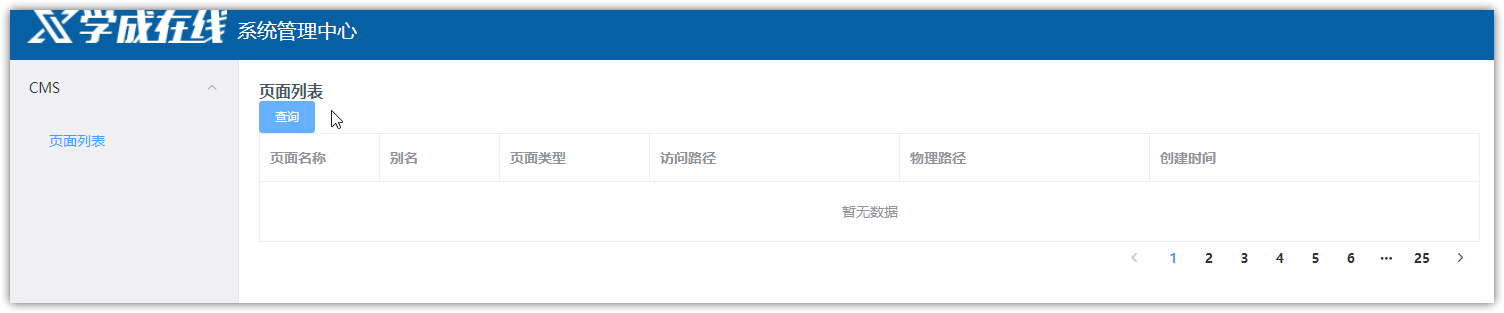 学成在线 系统管理中心
CMS
页面列表
页面列表
查询
页面名称 别名 页面类型 访问路径 物理路径 创建时间
暂无数据
1 2 3 4 5 6 ··· 25